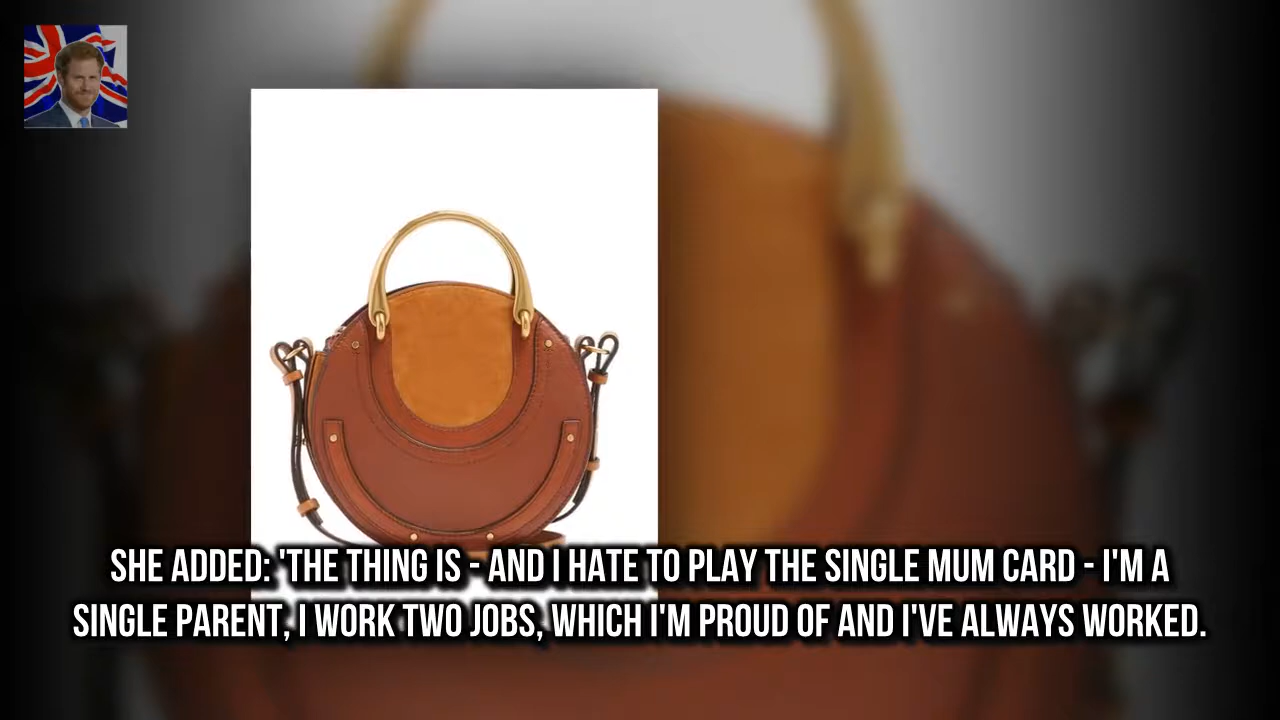 SHE ADDED: 'THE THING IS - AND I HATE TO PLAY THE SINGLE MUM CARD - I'M A
SINGLE PARENT, I WORK TWO JOBS, WHICH I'M PROUD OF AND I'VE ALWAYS WORKED.